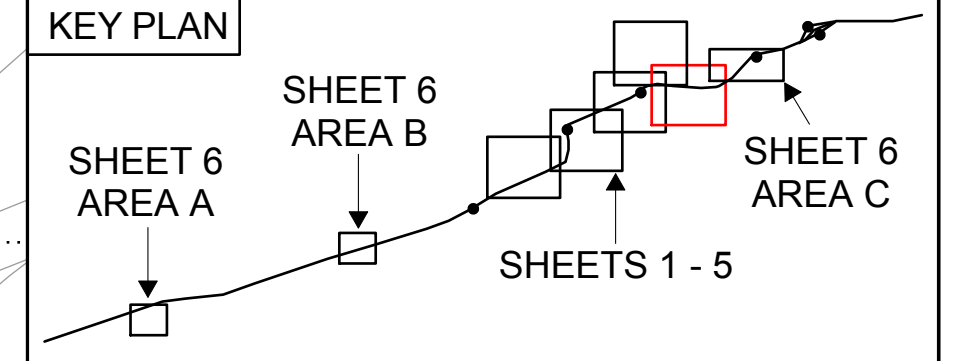 KEY PLAN
SHEET 6
AREA B
SHEET 6
AREA A
SHEET 6
AREA C
SHEETS 1 - 5